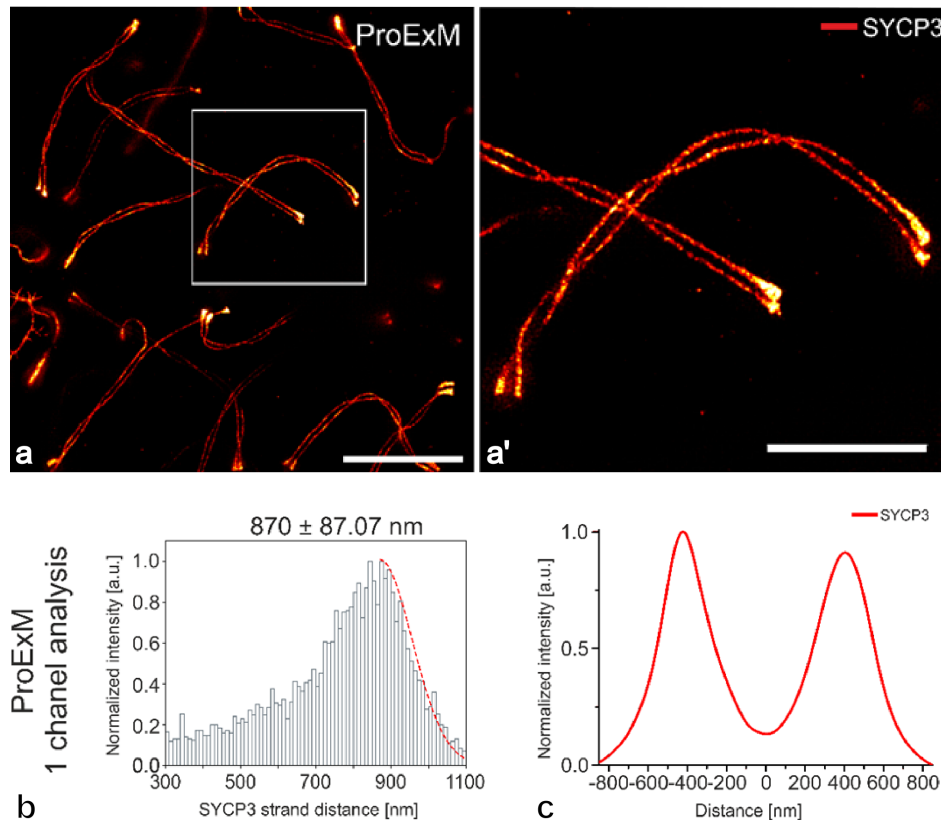 ProExM
SYCP3
a
a'
ProExM
1 chanel analysis
870 ± 87.07 nm
Normalized intensity [a.u.]
1.0
0.8
0.6
0.4
0.2
0.0
300 500 700 900 1100
SYCP3 strand distance [nm]
b
SYCP3
Normalized intensity [a.u.]
1.0
0.5
0.0
-800 -600 -400 -200 0 200 400 600 800
Distance [nm]
c